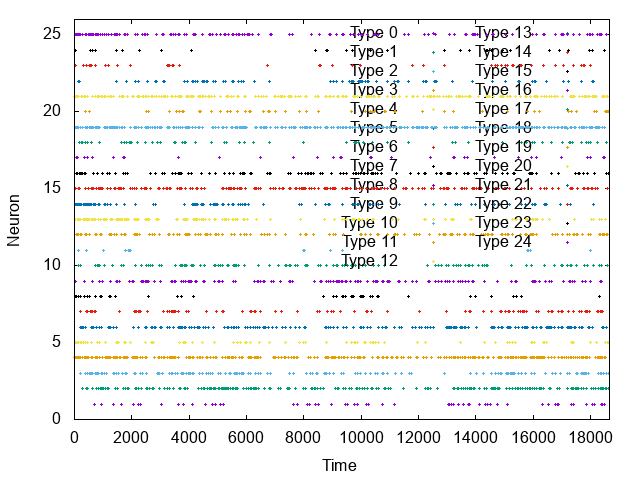 25
20
15
10
5
0
Neuron
Type 0 Type 13
Type 1 Type 14
Type 2 Type 15
Type 3 Type 16
Type 4 Type 17
Type 5 Type 18
Type 6 Type 19
Type 7 Type 20
Type 8 Type 21
Type 9 Type 22
Type 10 Type 23
Type 11 Type 24
Type 12
0 2000 4000 6000 8000 10000 12000 14000 16000 18000
Time